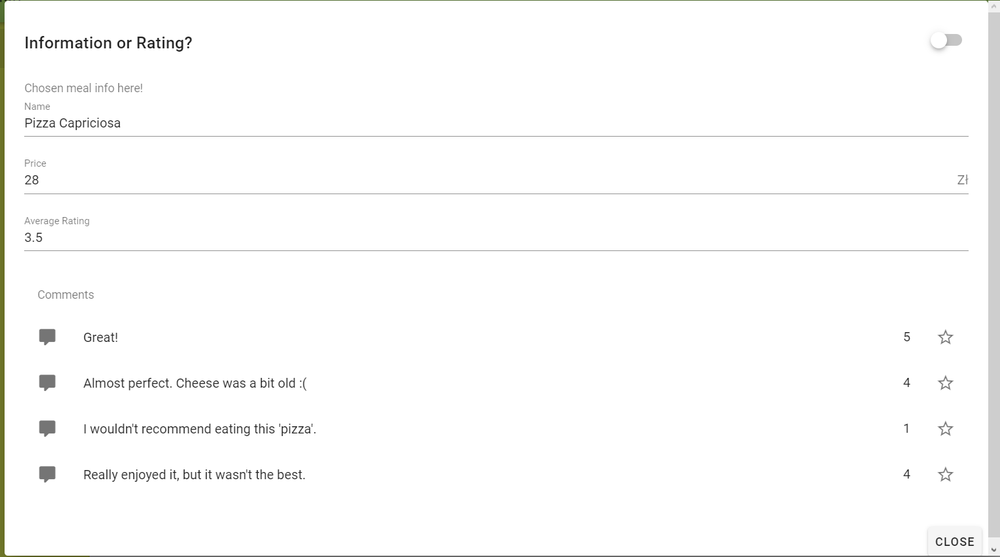 Information or Rating?
Chosen meal info here!
Name
Pizza Capriciosa
Price
28 Zł
Average Rating
3.5
Comments
Great! 5
Almost perfect. Cheese was a bit old :( 4
I wouldn't recommend eating this 'pizza'. 1
Really enjoyed it, but it wasn't the best. 4
CLOSE